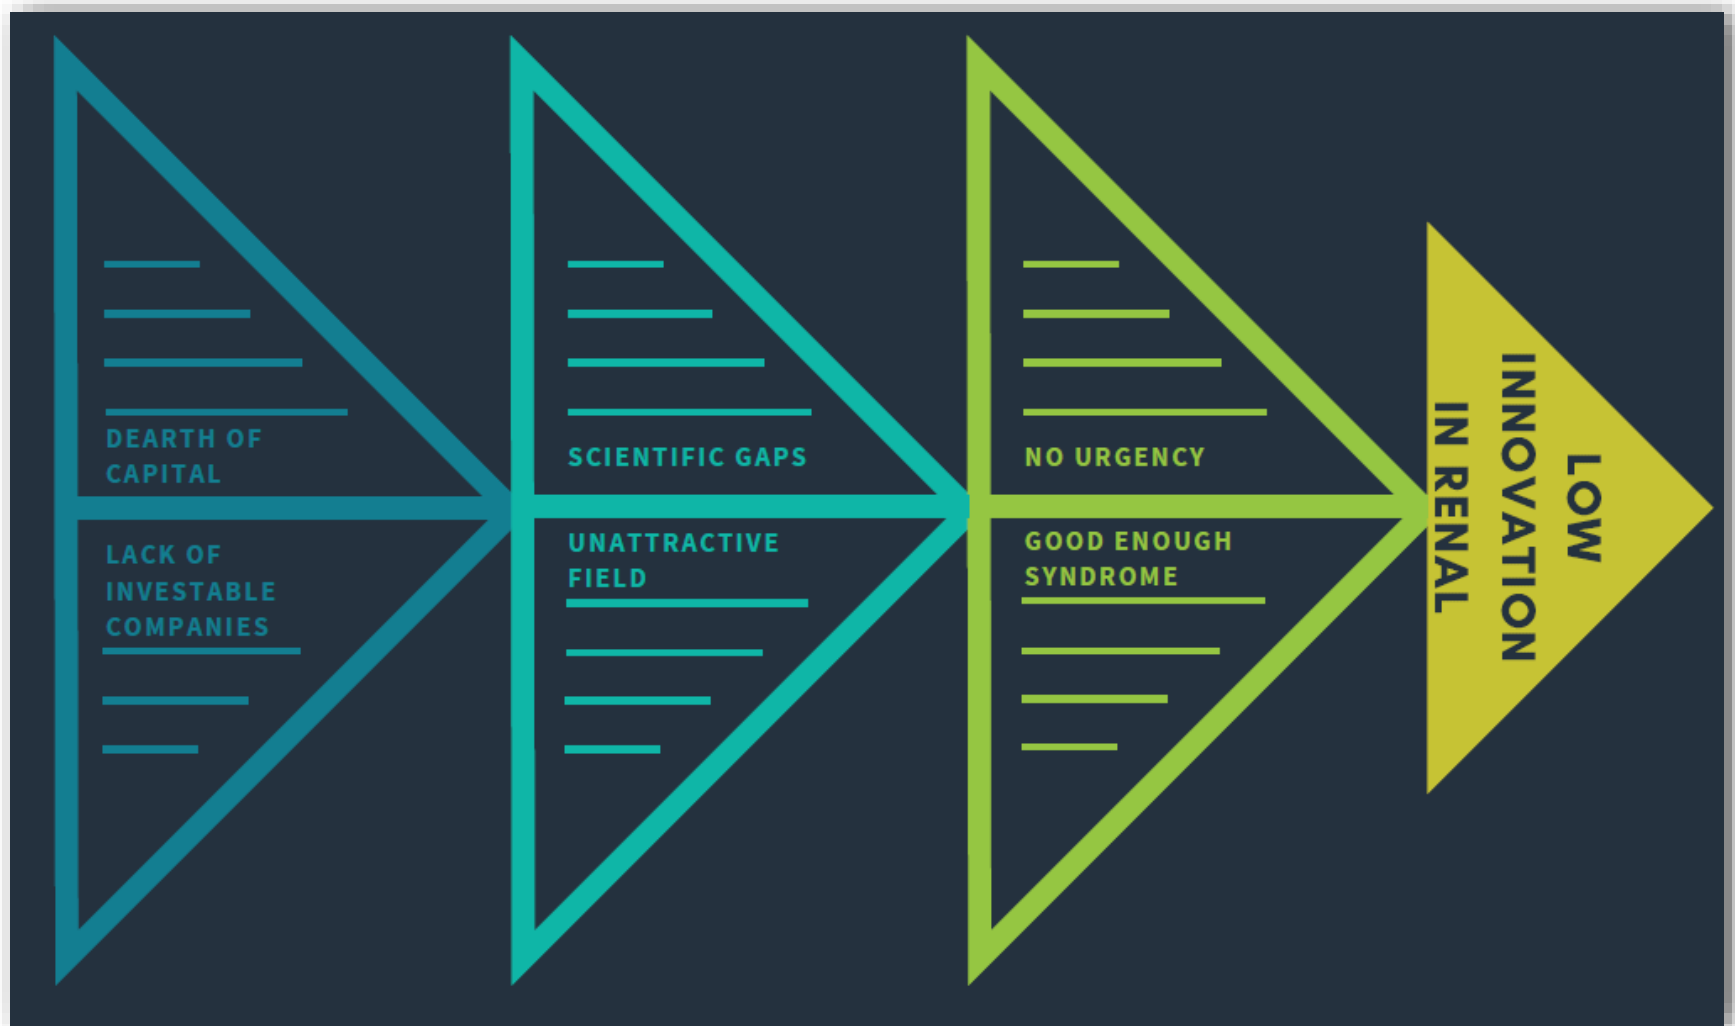 DEARTH OF
CAPITAL
LACK OF
INVESTABLE
COMPANIES
SCIENTIFIC GAPS
UNATTRACTIVE
FIELD
NO URGENCY
GOOD ENOUGH
SYNDROME
LOW
INNOVATION
IN RENAL